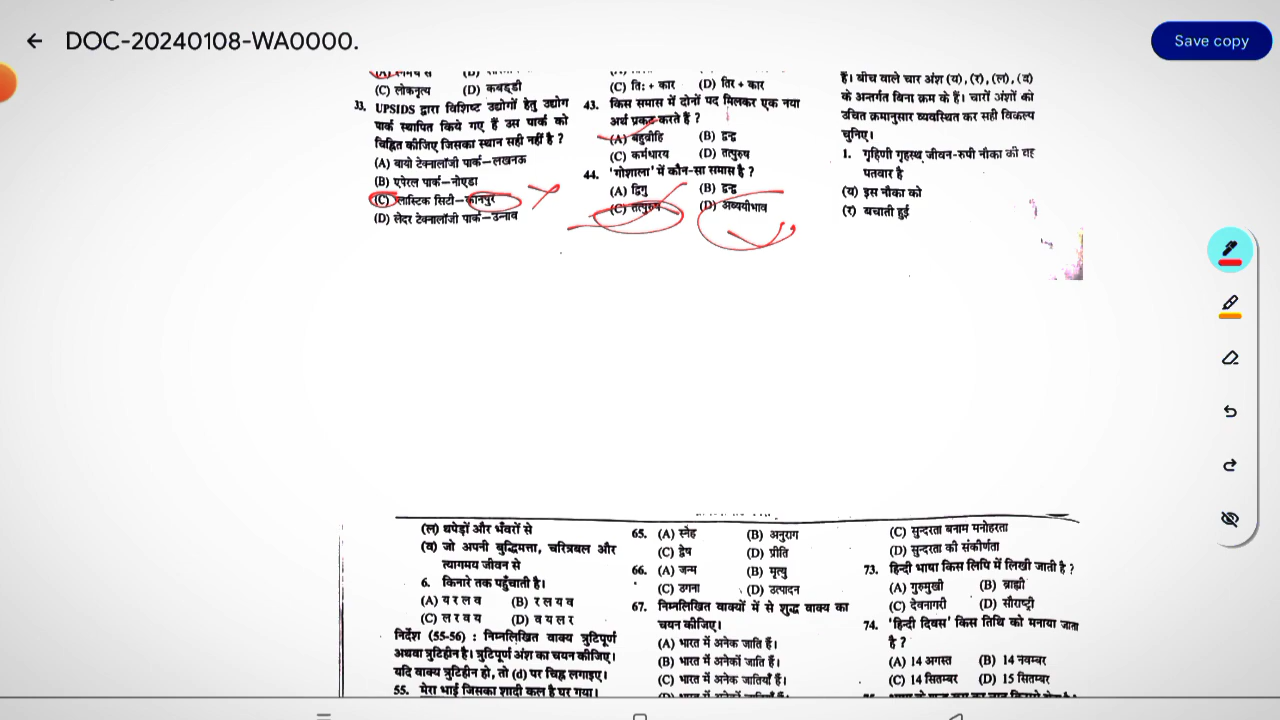 DOC-20240108-WA0000.
Save copy
(C) लोकनृत्य (D) कबड्डी
33. UPSIDS द्वारा विशिष्ट उद्योगों हेतु उद्योग
पार्क स्थापित किये गए हैं उस पार्क को
चिह्नित कीजिए जिसका स्थान सही नहीं है ?
(A) बायो टेक्नालॉजी पार्क–लखनऊ
(B) एपेरल पार्क–नोएडा
(C) प्लास्टिक सिटी–कानपुर
(D) लेदर टेक्नालॉजी पार्क–उन्नाव
(C) ति: + कार (D) तिर + कार
43. किस समास में दोनों पद मिलकर एक नया
अर्थ प्रकट करते हैं ?
(A) बहुव्रीहि (B) द्वन्द्व
(C) कर्मधारय (D) तत्पुरुष
44. 'गोशाला' में कौन-सा समास है ?
(A) द्विगु (B) द्वन्द्व
(C) तत्पुरुष (D) अव्ययीभाव
हैं। बीच वाले चार अंश (य), (र), (ल), (व)
के अन्तर्गत बिना क्रम के हैं। चारों अंशों को
उचित क्रमानुसार व्यवस्थित कर सही विकल्प
चुनिए।
1. गृहिणी गृहस्थ जीवन-रुपी नौका की वह
पतवार है
(य) इस नौका को
(र) बचाती हुई
(ल) थपेड़ों और भँवरों से
(व) जो अपनी बुद्धिमत्ता, चरित्रबल और
त्यागमय जीवन से
6. किनारे तक पहुँचाती है।
(A) य र ल व (B) र ल य व
(C) ल र व य (D) व य ल र
निर्देश (55-56) : निम्नलिखित वाक्य त्रुटिपूर्ण
अथवा त्रुटिहीन है। त्रुटिपूर्ण अंश का चयन कीजिए।
यदि वाक्य त्रुटिहीन हो, तो (d) पर चिह्न लगाइए।
55. मेरा भाई जिसका शादी कल है घर गया।
65. (A) स्नेह (B) अनुराग
(C) द्वेष (D) प्रीति
66. (A) जन्म (B) मृत्यु
(C) उगना (D) उत्पादन
67. निम्नलिखित वाक्यों में से शुद्ध वाक्य का
चयन कीजिए।
(A) भारत में अनेक जाति हैं।
(B) भारत में अनेकों जाति हैं।
(C) भारत में अनेक जातियाँ हैं।
(C) सुन्दरता बनाम मनोहरता
(D) सुन्दरता की संकीर्णता
73. हिन्दी भाषा किस लिपि में लिखी जाती है ?
(A) गुरुमुखी (B) ब्राह्मी
(C) देवनागरी (D) सौराष्ट्री
74. 'हिन्दी दिवस' किस तिथि को मनाया जाता
है ?
(A) 14 अगस्त (B) 14 नवम्बर
(C) 14 सितम्बर (D) 15 सितम्बर